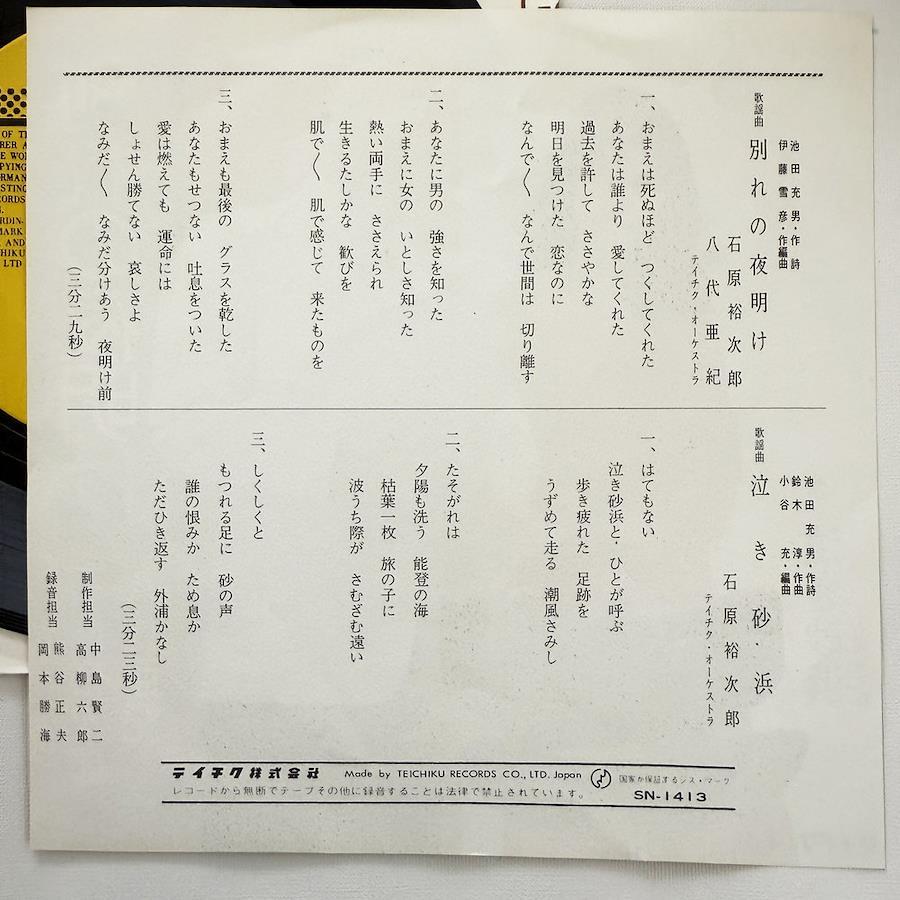 歌謡曲
別れの夜明け
池田充男・作詩
伊藤雪彦・作編曲
石原裕次郎
八代亜紀
テイチク・オーケストラ
一、おまえは死ぬほど つくしてくれた
あなたは誰より 愛してくれた
過去を許して ささやかな
明日を見つけた 恋なのに
なんで〳〵 なんで世間は 切り離す
二、あなたに男の 強さを知った
おまえに女の いとしさ知った
熱い両手に ささえられ
生きるたしかな 歓びを
肌で〳〵 肌で感じて 来たものを
三、おまえも最後の グラスを乾した
あなたもせつない 吐息をついた
愛は燃えても 運命には
しょせん勝てない 哀しさよ
なみだ〳〵 なみだ分けあう 夜明け前
(三分二九秒)
歌謡曲
泣き砂・浜
池田充男・作詩
鈴木淳・作曲
小谷充・編曲
石原裕次郎
テイチク・オーケストラ
一、はてもない
泣き砂浜と・ひとが呼ぶ
歩き疲れた 足跡を
うずめて走る 潮風さみし
二、たそがれは
夕陽も洗う 能登の海
枯葉一枚 旅の子に
波うち際が さむざむ遠い
三、しくしくと
もつれる足に 砂の声
誰の恨みか ため息か
ただひき返す 外浦かなし
(三分二三秒)
制作担当 中島賢二
高柳六郎
録音担当 熊谷正夫
岡本勝海
テイチク株式会社 Made by TEICHIKU RECORDS CO., LTD. Japan 国家が保証するジス・マーク
レコードから無断でテープその他に録音することは法律で禁止されています。 SN-1413
OF
WO
PYING
RMAN
STING
CORDS
RDIN-
MARK
AND
CHIKU
LTD